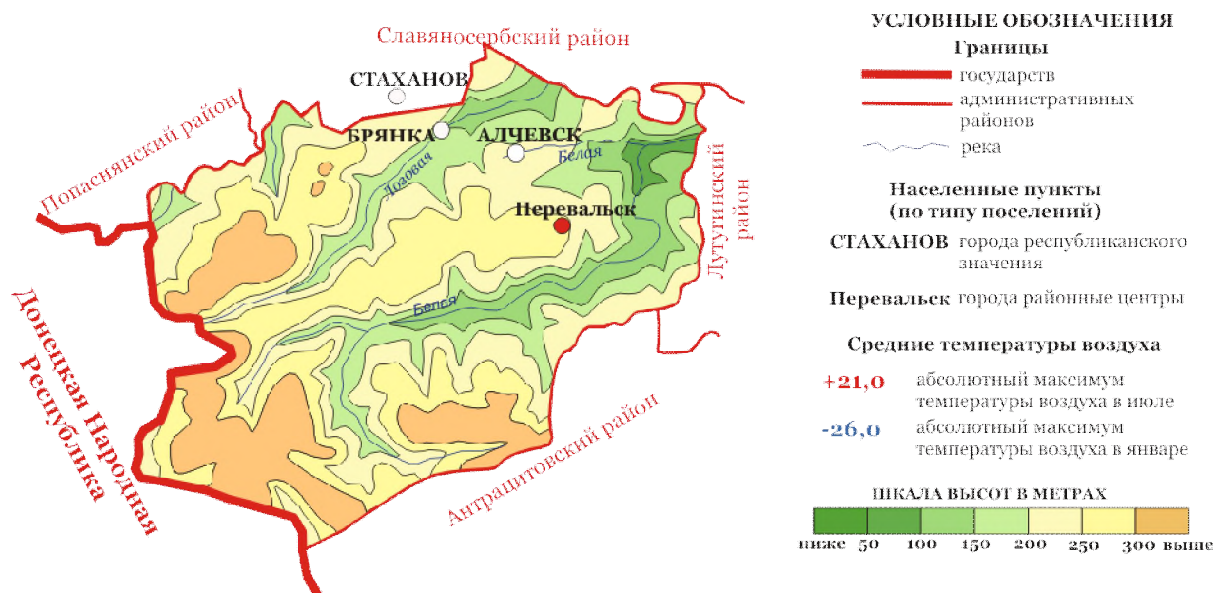 Славяносербский район
СТАХАНОВ
Попаснянский район
БРЯНКА
АЛЧЕВСК
Белая
Лозовая
Перевальск
Лутугинский
район
Белая
Донецкая Народная
Республика
Антрацитовский район
УСЛОВНЫЕ ОБОЗНАЧЕНИЯ
Границы
государств
административных
районов
река
Населенные пункты
(по типу поселений)
СТАХАНОВ города республиканского
значения
Перевальск города районные центры
Средние температуры воздуха
+21,0 абсолютный максимум
температуры воздуха в июле
-26,0 абсолютный максимум
температуры воздуха в январе
ШКАЛА ВЫСОТ В МЕТРАХ
ниже 50 100 150 200 250 300 выше